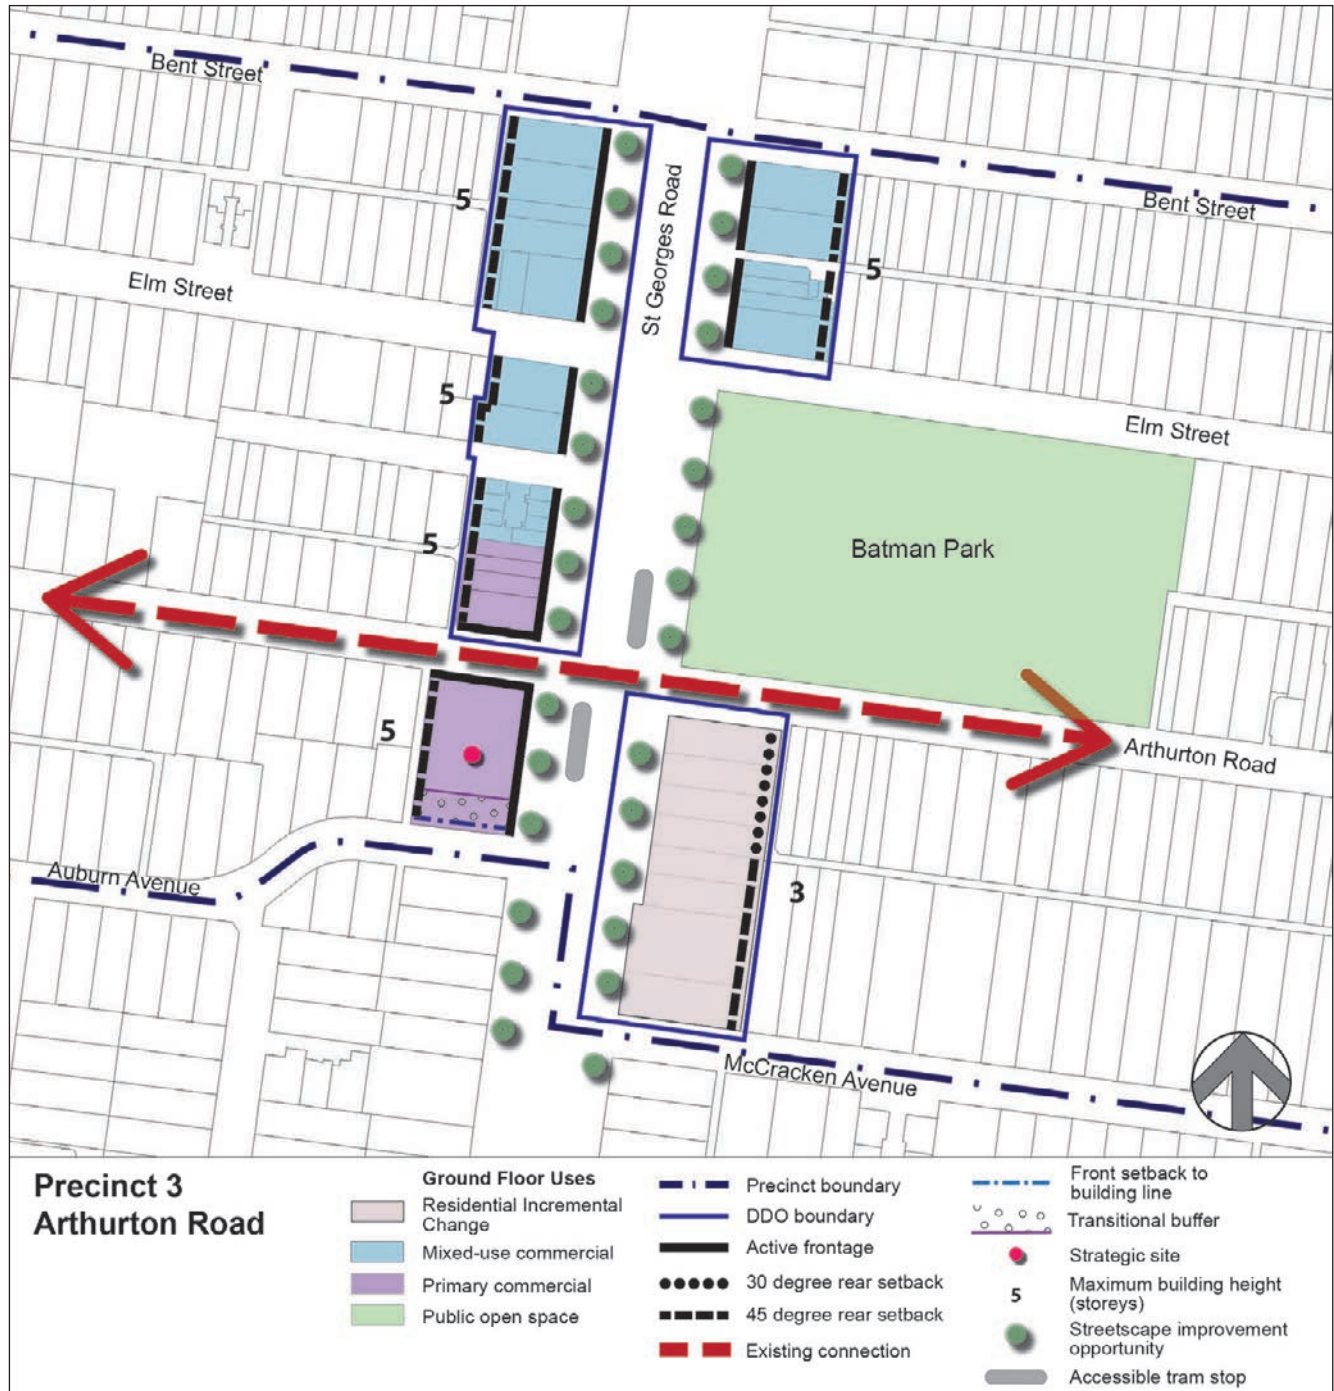 Bent Street
St Georges Road
5
Bent Street
5
Elm Street
5
Elm Street
Batman Park
5
5
Arthurton Road
Auburn Avenue
3
McCracken Avenue
Precinct 3
Arthurton Road
Ground Floor Uses
Residential Incremental
Change
Mixed-use commercial
Primary commercial
Public open space
Precinct boundary
DDO boundary
Active frontage
30 degree rear setback
45 degree rear setback
Existing connection
Front setback to
building line
Transitional buffer
Strategic site
5
Maximum building height
(storeys)
Streetscape improvement
opportunity
Accessible tram stop